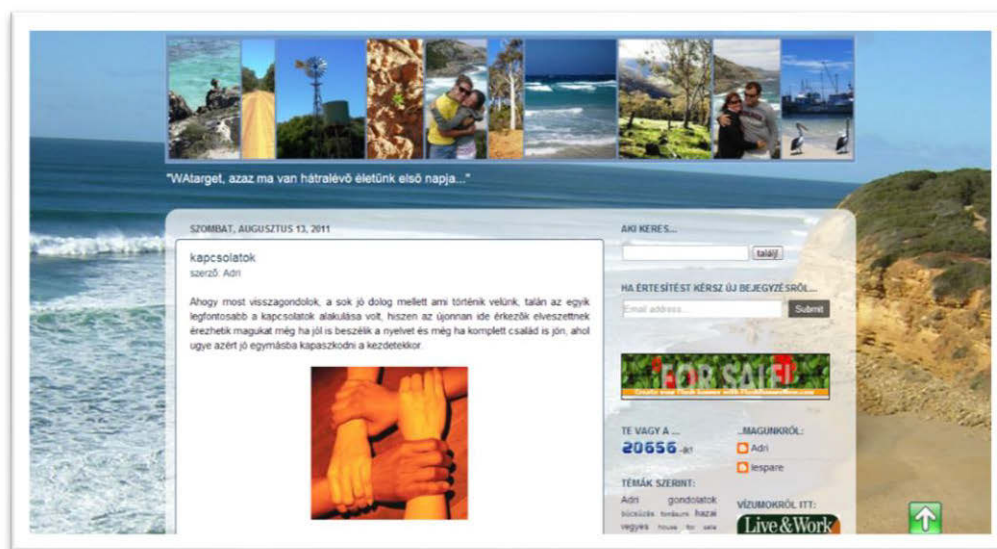 "WAtarget, azaz ma van hátralévő életünk első napja..."
SZOMBAT, AUGUSZTUS 13, 2011
kapcsolatok
szerző: Adri
Ahogy most visszagondolok, a sok jó dolog mellett ami történik velünk, talán az egyik
legfontosabb a kapcsolatok alakulása volt, hiszen az újonnan ide érkezők elveszettnek
érezhetik magukat még ha jól is beszélik a nyelvet és még ha komplett család is jön, ahol
ugye azért jó egymásba kapaszkodni a kezdetekkor.
AKI KERES...
találj!
HA ÉRTESÍTÉST KÉRSZ ÚJ BEJEGYZÉSRŐL...
Email address...
Submit
FOR SALE!
TE VAGY A ...
20656 -ik!
TÉMÁK SZERINT:
Adri gondolatok
búcsúzás fordítás hazai
vegyes house for sale
..MAGUNKRÓL:
Adri
lespare
VÍZUMOKRÓL ITT:
Live&Work